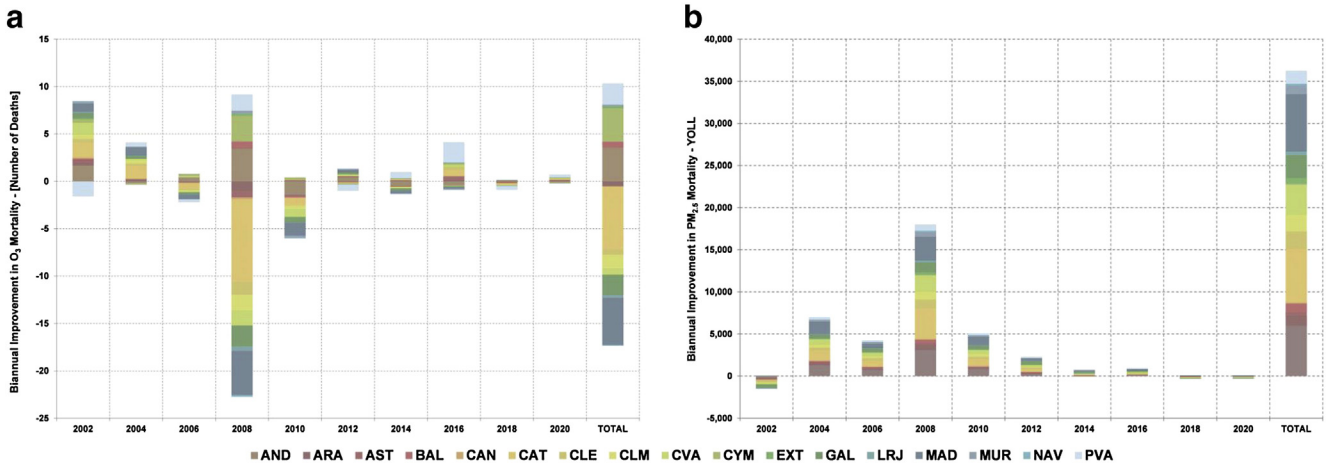 a
b
Biannual Improvement in O3 Mortality - [Number of Deaths]
15
10
5
0
-5
-10
-15
-20
-25
2002 2004 2006 2008 2010 2012 2014 2016 2018 2020 TOTAL
Biannual Improvement in PM2.5 Mortality - YOLL
40,000
35,000
30,000
25,000
20,000
15,000
10,000
5,000
0
-5,000
2002 2004 2006 2008 2010 2012 2014 2016 2018 2020 TOTAL
AND ARA AST BAL CAN CAT CLE CLM CVA CYM EXT GAL LRJ MAD MUR NAV PVA